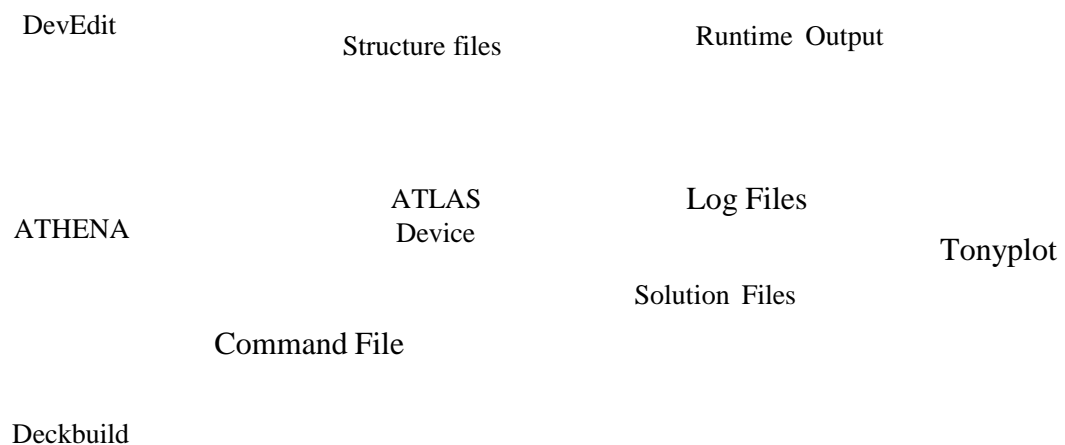 DevEdit
Structure files
Runtime Output
ATHENA
ATLAS
Device
Log Files
Tonyplot
Solution Files
Command File
Deckbuild